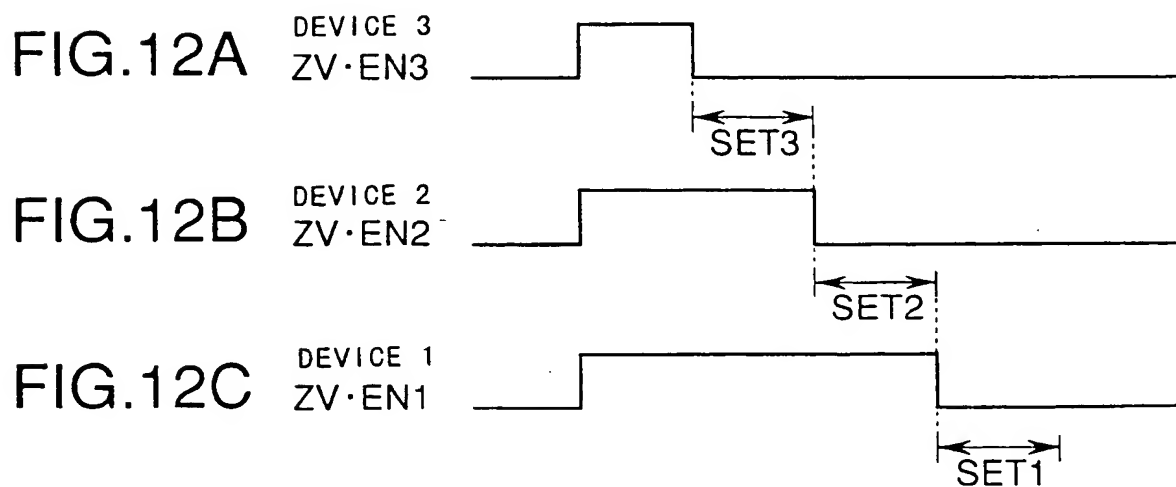 FIG.12A DEVICE 3
ZV·EN3
SET3
FIG.12B DEVICE 2
ZV·EN2
SET2
FIG.12C DEVICE 1
ZV·EN1
SET1